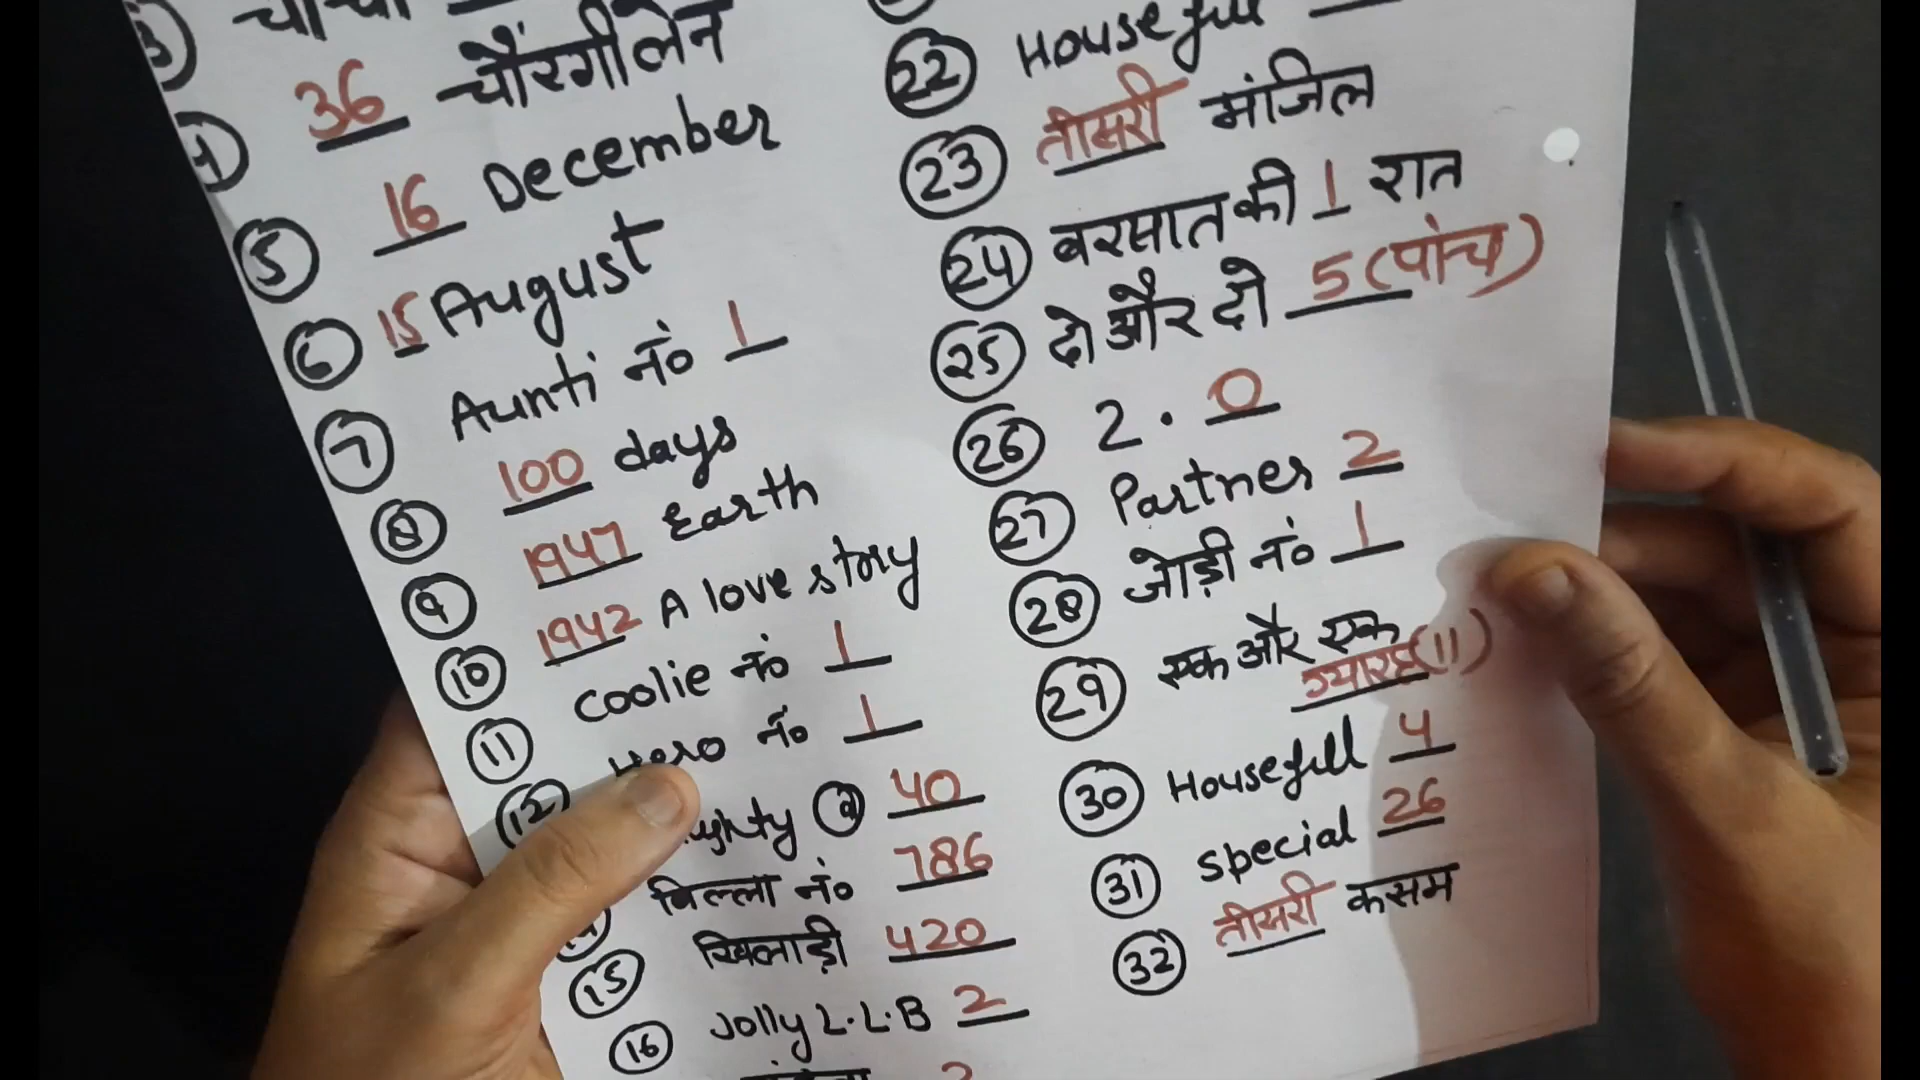 3 चाची
4 36 चौरंगीलेन
5 16 December
6 15 August
7 Aunti नं० 1
8 100 days
9 1947 Earth
10 1942 A love story
11 Coolie नं० 1
12 Hero नं० 1
@ 40
बिल्ला नं० 786
15 खिलाड़ी 420
16 Jolly L.L.B 2
2
22 Housefull
23 तीसरी मंजिल
24 बरसात की 1 रात
25 दो और दो 5 (पांच)
26 2.0
27 Partner 2
28 जोड़ी नं० 1
29 एक और एक
ग्यारह (11)
30 Housefull 4
31 Special 26
32 तीसरी कसम